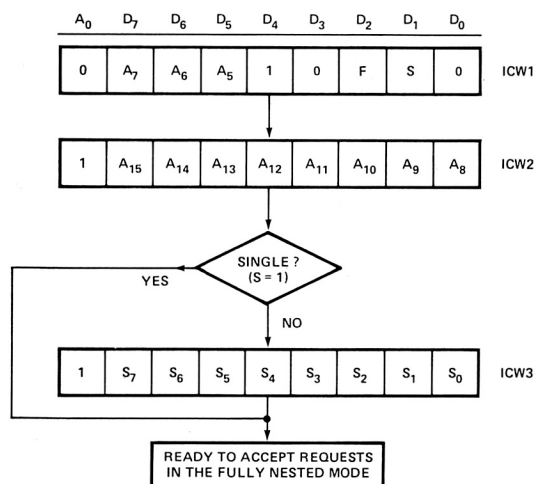 A₀ D₇ D₆ D₅ D₄ D₃ D₂ D₁ D₀
0 A₇ A₆ A₅ 1 0 F S 0 ICW1
1 A₁₅ A₁₄ A₁₃ A₁₂ A₁₁ A₁₀ A₉ A₈ ICW2
SINGLE ?
(S = 1)
YES
NO
1 S₇ S₆ S₅ S₄ S₃ S₂ S₁ S₀ ICW3
READY TO ACCEPT REQUESTS
IN THE FULLY NESTED MODE